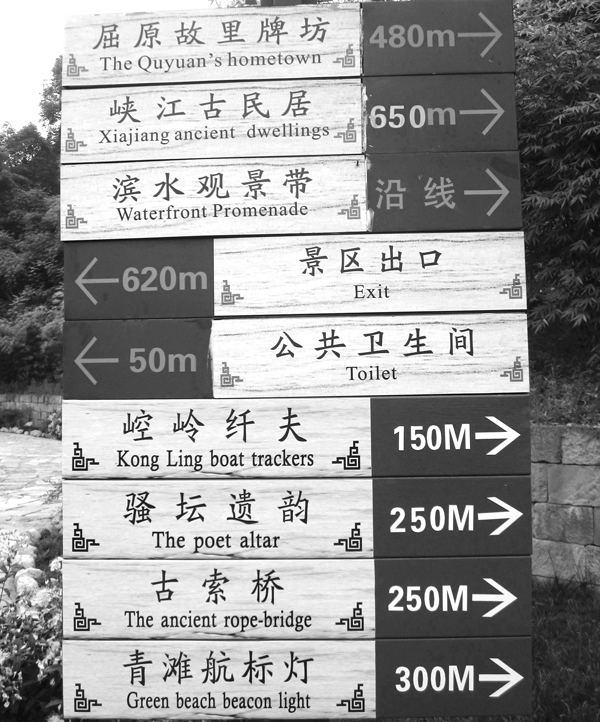 屈原故里牌坊
The Quyuan's hometown
480m
峡江古民居
Xiajiang ancient dwellings
650m
滨水观景带
Waterfront Promenade
沿线
620m
景区出口
Exit
50m
公共卫生间
Toilet
崆岭纤夫
Kong Ling boat trackers
150M
骚坛遗韵
The poet altar
250M
古索桥
The ancient rope-bridge
250M
青滩航标灯
Green beach beacon light
300M